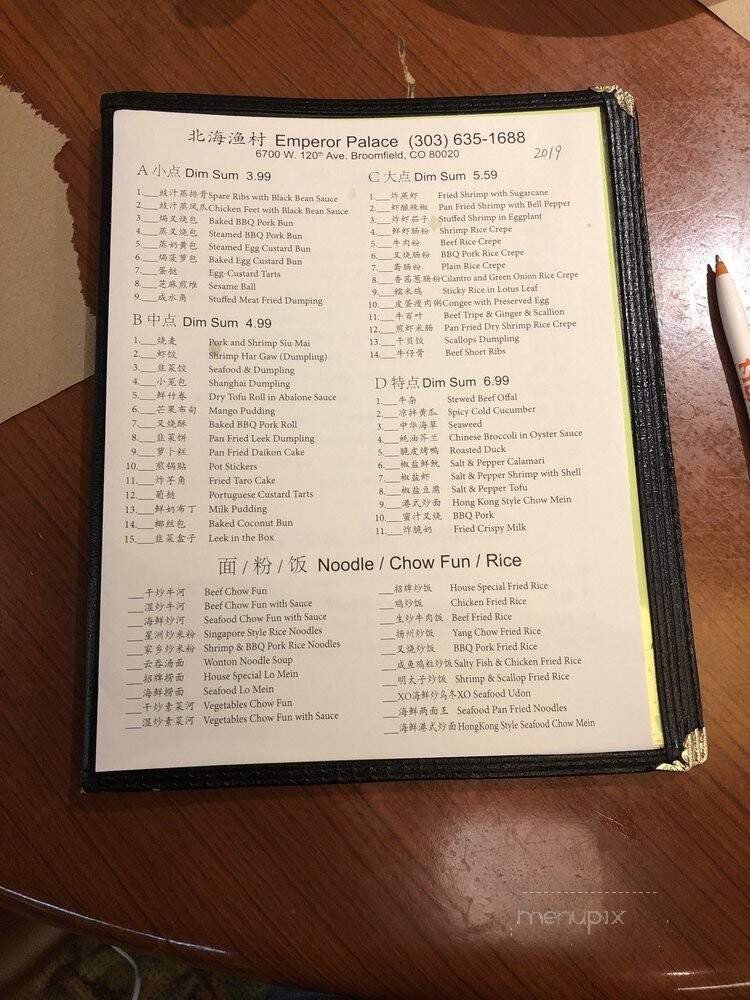 北海渔村 Emperor Palace (303) 635-1688
6700 W. 120th Ave. Broomfield, CO 80020
2019
A 小点 Dim Sum 3.99
1.___豉汁蒸排骨 Spare Ribs with Black Bean Sauce
2.___豉汁蒸凤爪 Chicken Feet with Black Bean Sauce
3.___焗叉烧包 Baked BBQ Pork Bun
4.___蒸叉烧包 Steamed BBQ Pork Bun
5.___蒸奶黄包 Steamed Egg Custard Bun
6.___焗菠萝包 Baked Egg Custard Bun
7.___蛋挞 Egg-Custard Tarts
8.___芝麻煎堆 Sesame Ball
9.___咸水角 Stuffed Meat Fried Dumping
B 中点 Dim Sum 4.99
1.___烧麦 Pork and Shrimp Siu Mai
2.___虾饺 Shrimp Har Gaw (Dumpling)
3.___韭菜饺 Seafood & Dumpling
4.___小笼包 Shanghai Dumpling
5.___鲜竹卷 Dry Tofu Roll in Abalone Sauce
6.___芒果布甸 Mango Pudding
7.___叉烧酥 Baked BBQ Pork Roll
8.___韭菜饼 Pan Fried Leek Dumpling
9.___萝卜糕 Pan Fried Daikon Cake
10.___煎锅贴 Pot Stickers
11.___炸芋角 Fried Taro Cake
12.___葡挞 Portuguese Custard Tarts
13.___鲜奶布丁 Milk Pudding
14.___椰丝包 Baked Coconut Bun
15.___韭菜盒子 Leek in the Box
C 大点 Dim Sum 5.59
1.___炸蔗虾 Fried Shrimp with Sugarcane
2.___虾酿辣椒 Pan Fried Shrimp with Bell Pepper
3.___炸虾茄子 Stuffed Shrimp in Eggplant
4.___鲜虾肠粉 Shrimp Rice Crepe
5.___牛肉粉 Beef Rice Crepe
6.___叉烧肠粉 BBQ Pork Rice Crepe
7.___斋肠粉 Plain Rice Crepe
8.___香茜葱肠粉 Cilantro and Green Onion Rice Crepe
9.___糯米鸡 Sticky Rice in Lotus Leaf
10.___皮蛋瘦肉粥 Congee with Preserved Egg
11.___牛百叶 Beef Tripe & Ginger & Scallion
12.___煎虾米肠 Pan Fried Dry Shrimp Rice Crepe
13.___干贝饺 Scallops Dumpling
14.___牛仔骨 Beef Short Ribs
D 特点 Dim Sum 6.99
1.___牛杂 Stewed Beef Offal
2.___凉拌黄瓜 Spicy Cold Cucumber
3.___中华海草 Seaweed
4.___蚝油芥兰 Chinese Broccoli in Oyster Sauce
5.___脆皮烤鸭 Roasted Duck
6.___椒盐鲜鱿 Salt & Pepper Calamari
7.___椒盐虾 Salt & Pepper Shrimp with Shell
8.___椒盐豆腐 Salt & Pepper Tofu
9.___港式炒面 Hong Kong Style Chow Mein
10.___蜜汁叉烧 BBQ Pork
11.___炸脆奶 Fried Crispy Milk
面 / 粉 / 饭 Noodle / Chow Fun / Rice
___干炒牛河 Beef Chow Fun
___湿炒牛河 Beef Chow Fun with Sauce
___海鲜炒河 Seafood Chow Fun with Sauce
___星洲炒米粉 Singapore Style Rice Noodles
___家乡炒米粉 Shrimp & BBQ Pork Rice Noodles
___云吞汤面 Wonton Noodle Soup
___招牌捞面 House Special Lo Mein
___海鲜捞面 Seafood Lo Mein
___干炒素菜河 Vegetables Chow Fun
___湿炒素菜河 Vegetables Chow Fun with Sauce
___招牌炒饭 House Special Fried Rice
___鸡炒饭 Chicken Fried Rice
___生炒牛肉饭 Beef Fried Rice
___扬州炒饭 Yang Chow Fried Rice
___叉烧炒饭 BBQ Pork Fried Rice
___咸鱼鸡粒炒饭 Salty Fish & Chicken Fried Rice
___明太子炒饭 Shrimp & Scallop Fried Rice
___XO海鲜炒乌冬 XO Seafood Udon
___海鲜两面王 Seafood Pan Fried Noodles
___海鲜港式炒面 HongKong Style Seafood Chow Mein
menupix